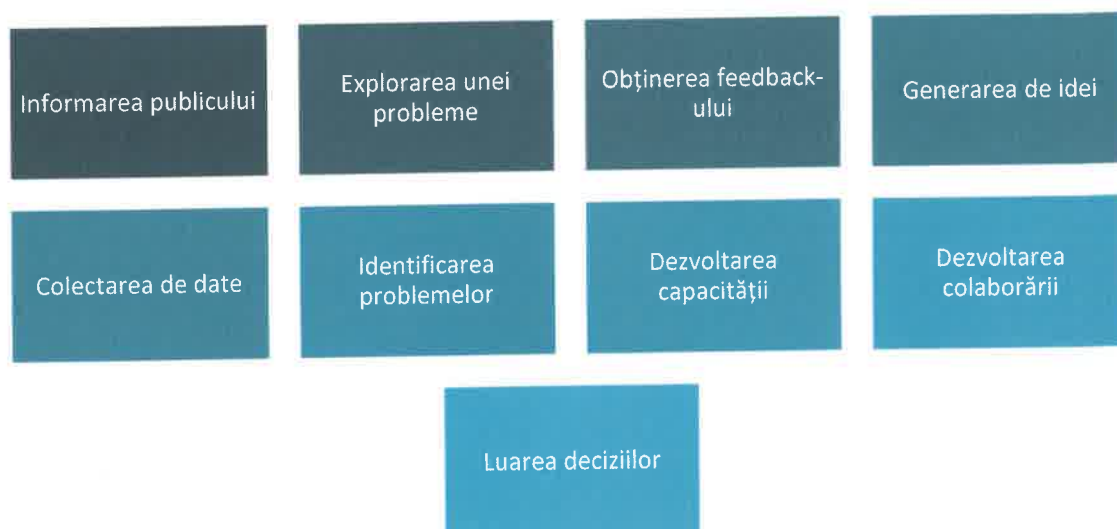 Informarea publicului
Explorarea unei
probleme
Obținerea feedback-
ului
Generarea de idei
Colectarea de date
Identificarea
problemelor
Dezvoltarea
capacității
Dezvoltarea
colaborării
Luarea deciziilor